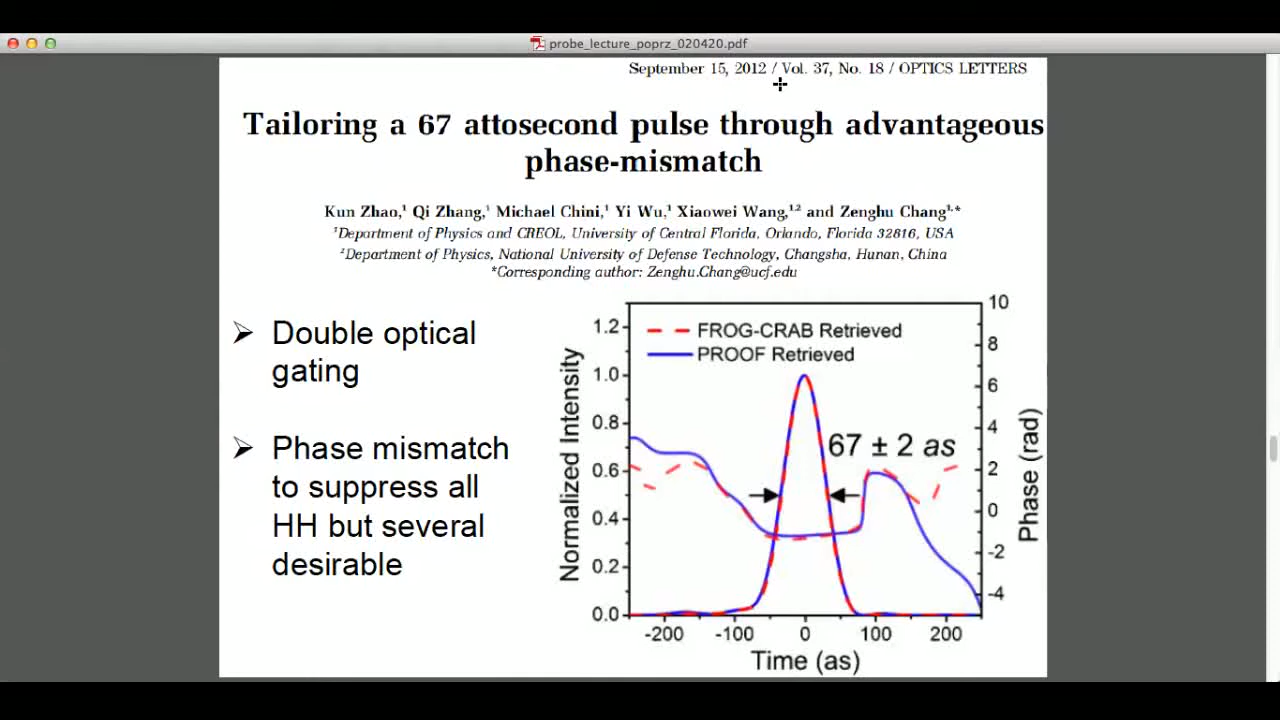 probe_lecture_poprz_020420.pdf
September 15, 2012 / Vol. 37, No. 18 / OPTICS LETTERS
Tailoring a 67 attosecond pulse through advantageous
phase-mismatch
Kun Zhao,¹ Qi Zhang,¹ Michael Chini,¹ Yi Wu,¹ Xiaowei Wang,¹,² and Zenghu Chang¹,*
¹Department of Physics and CREOL, University of Central Florida, Orlando, Florida 32816, USA
²Department of Physics, National University of Defense Technology, Changsha, Hunan, China
*Corresponding author: Zenghu.Chang@ucf.edu
➢ Double optical
gating
➢ Phase mismatch
to suppress all
HH but several
desirable
FROG-CRAB Retrieved
PROOF Retrieved
67 ± 2 as
Normalized Intensity
1.2
1.0
0.8
0.6
0.4
0.2
0.0
10
8
6
4
2
0
-2
-4
Phase (rad)
-200 -100 0 100 200
Time (as)